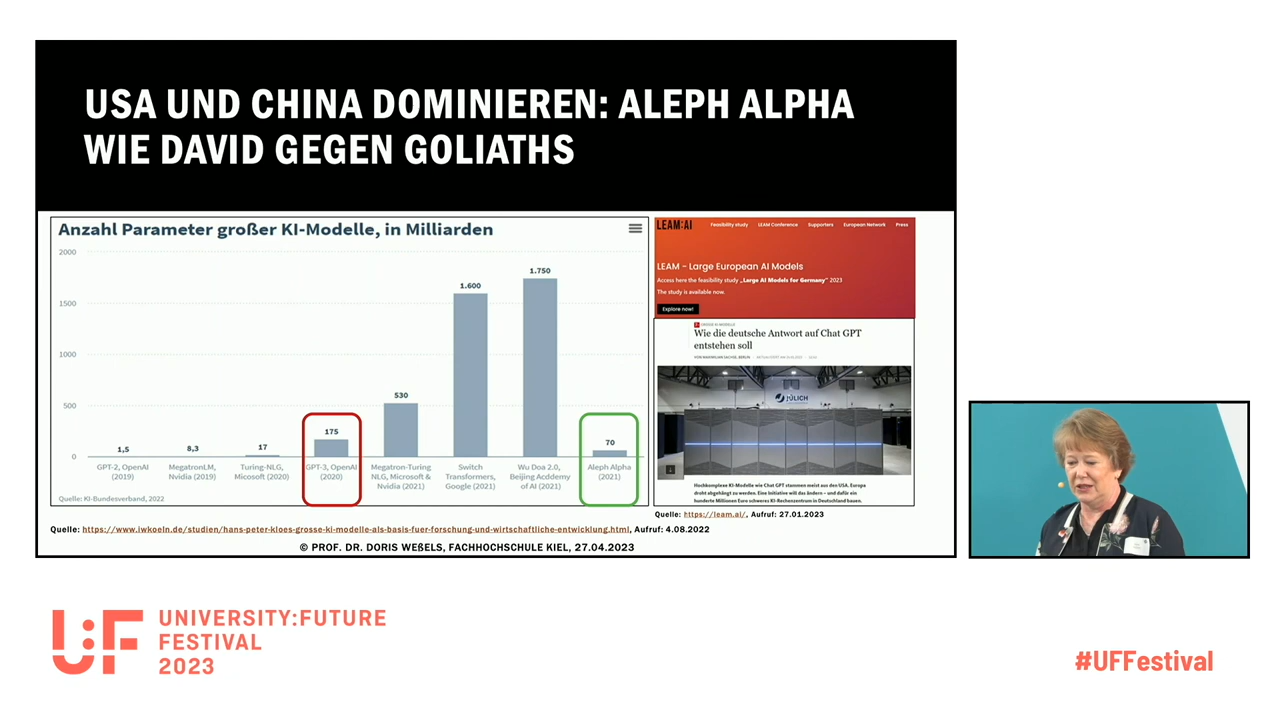 USA UND CHINA DOMINIEREN: ALEPH ALPHA
WIE DAVID GEGEN GOLIATHS
Anzahl Parameter großer KI-Modelle, in Milliarden
2000
1500
1000
500
0
1,5
8,3
17
175
530
1.600
1.750
70
GPT-2, OpenAI
(2019)
MegatronLM,
Nvidia (2019)
Turing-NLG,
Micosoft (2020)
GPT-3, OpenAI
(2020)
Megatron-Turing
NLG, Microsoft &
Nvidia (2021)
Switch
Transformers,
Google (2021)
Wu Doa 2.0,
Beijing Acddemy
of AI (2021)
Aleph Alpha
(2021)
Quelle: KI-Bundesverband, 2022
LEAM:AI
Feasibility study LEAM Conference Supporters European Network Press
LEAM - Large European AI Models
Access here the feasibility study „Large AI Models for Germany" 2023
The study is available now.
Explore now!
GROSSE KI-MODELLE
Wie die deutsche Antwort auf Chat GPT
entstehen soll
JÜLICH
Hochkomplexe KI-Modelle wie Chat GPT stammen meist aus den USA. Europa
droht abgehängt zu werden. Eine Initiative will das ändern – und dafür ein
hunderte Millionen Euro schweres KI-Rechenzentrum in Deutschland bauen.
Quelle: https://leam.ai/, Aufruf: 27.01.2023
Quelle: https://www.iwkoeln.de/studien/hans-peter-kloes-grosse-ki-modelle-als-basis-fuer-forschung-und-wirtschaftliche-entwicklung.html, Aufruf: 4.08.2022
© PROF. DR. DORIS WEßELS, FACHHOCHSCHULE KIEL, 27.04.2023
U:F
UNIVERSITY:FUTURE
FESTIVAL
2023
#UFFestival